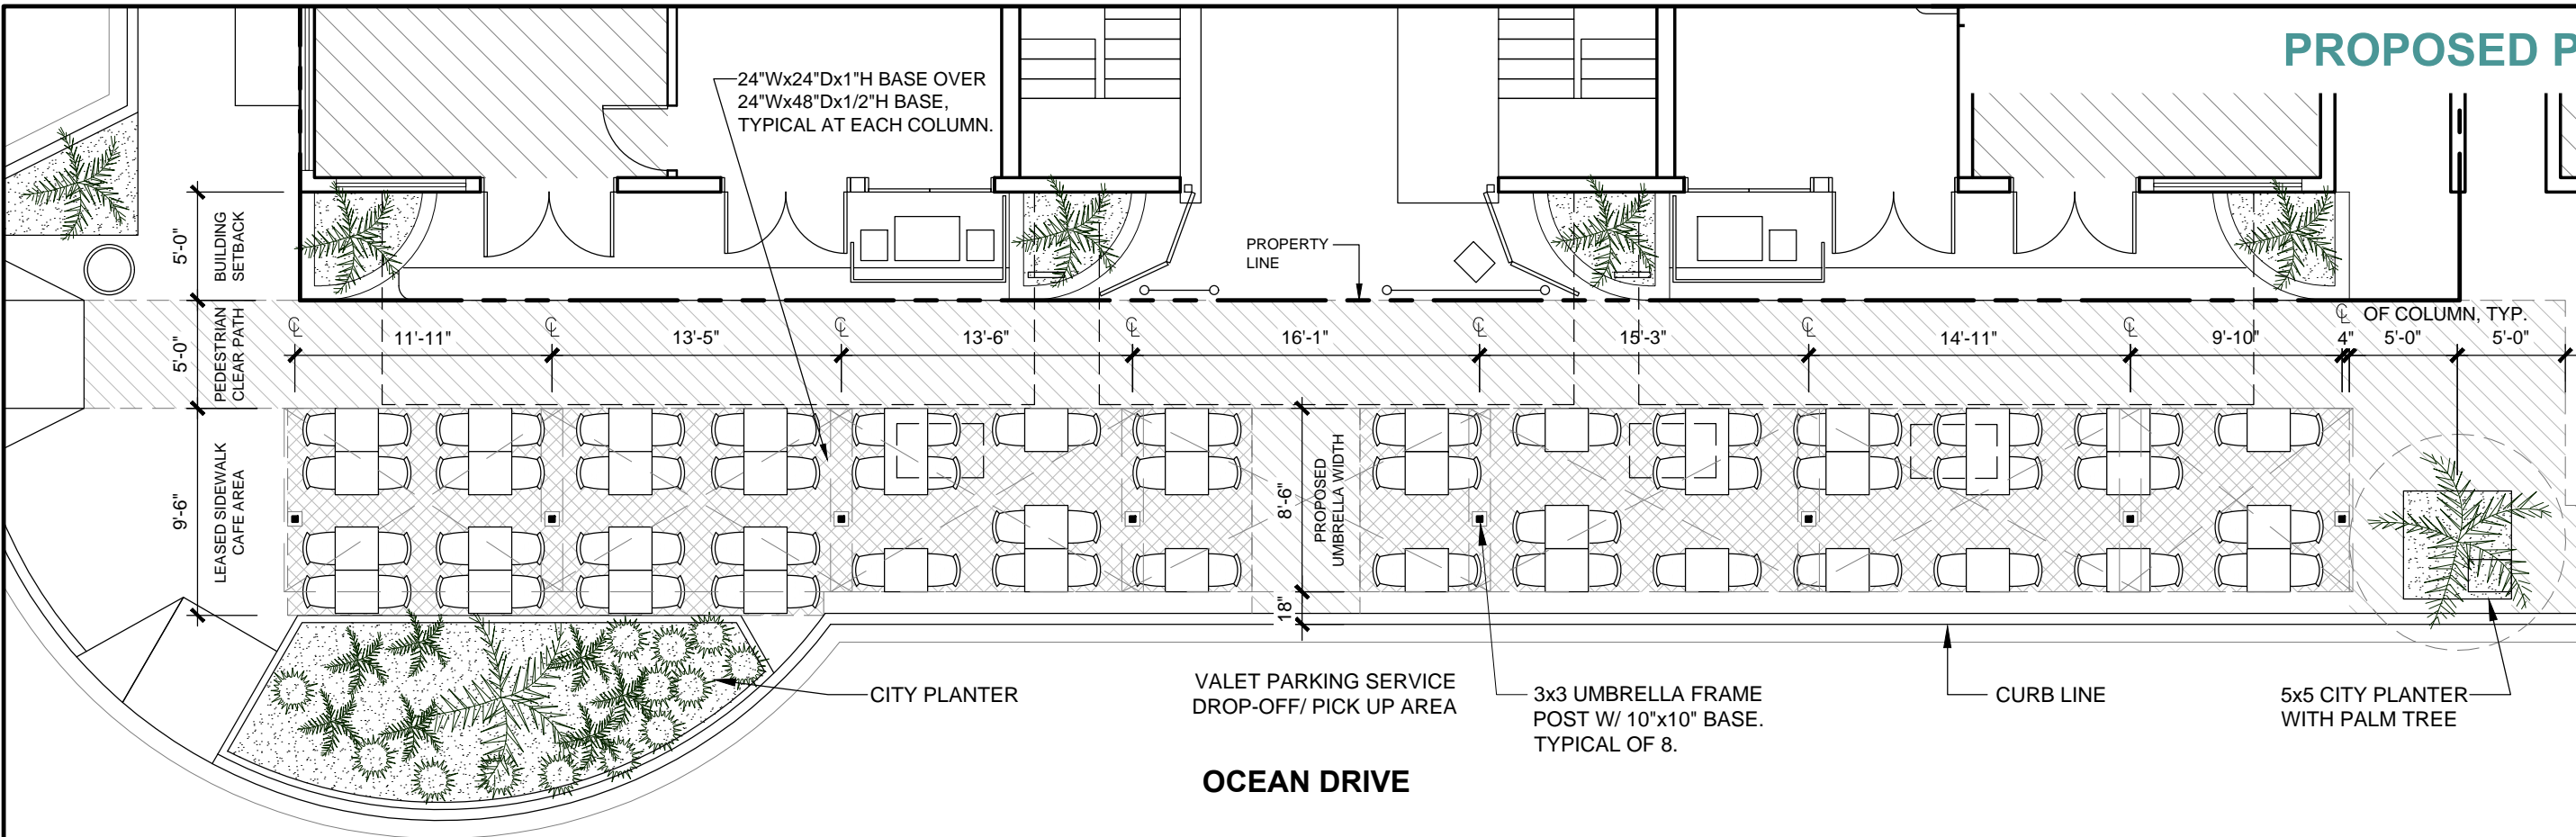 PROPOSED P
24"Wx24"Dx1"H BASE OVER
24"Wx48"Dx1/2"H BASE,
TYPICAL AT EACH COLUMN.
5'-0"
BUILDING
SETBACK
PROPERTY
LINE
5'-0"
PEDESTRIAN
CLEAR PATH
℄
11'-11"
℄
13'-5"
℄
13'-6"
℄
16'-1"
℄
15'-3"
℄
14'-11"
℄
9'-10"
℄ OF COLUMN, TYP.
4"
5'-0"
5'-0"
9'-6"
LEASED SIDEWALK
CAFE AREA
8'-6"
PROPOSED
UMBRELLA WIDTH
18"
CITY PLANTER
VALET PARKING SERVICE
DROP-OFF/ PICK UP AREA
3x3 UMBRELLA FRAME
POST W/ 10"x10" BASE.
TYPICAL OF 8.
CURB LINE
5x5 CITY PLANTER
WITH PALM TREE
OCEAN DRIVE